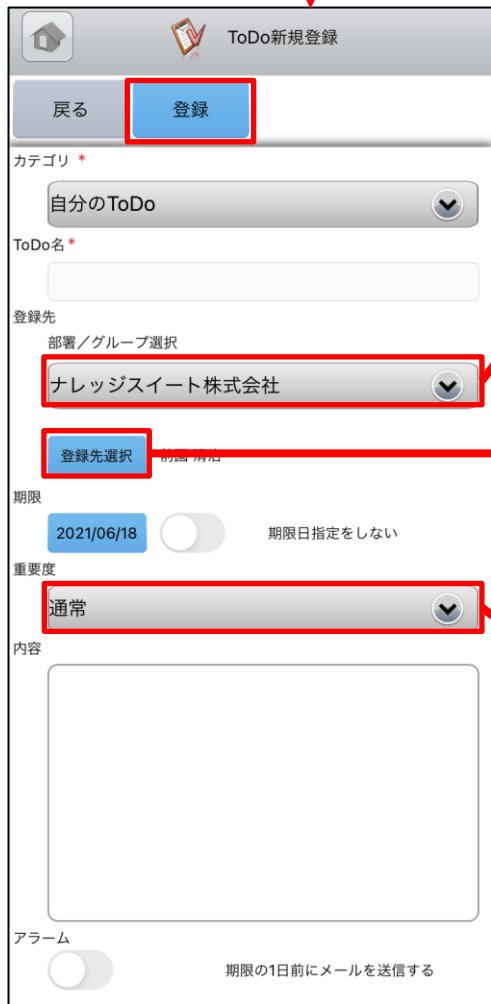 ToDo新規登録
戻る 登録
カテゴリ *
自分のToDo
ToDo名*
登録先
部署／グループ選択
ナレッジスイート株式会社
登録先選択
期限
2021/06/18 期限日指定をしない
重要度
通常
内容
アラーム
期限の1日前にメールを送信する